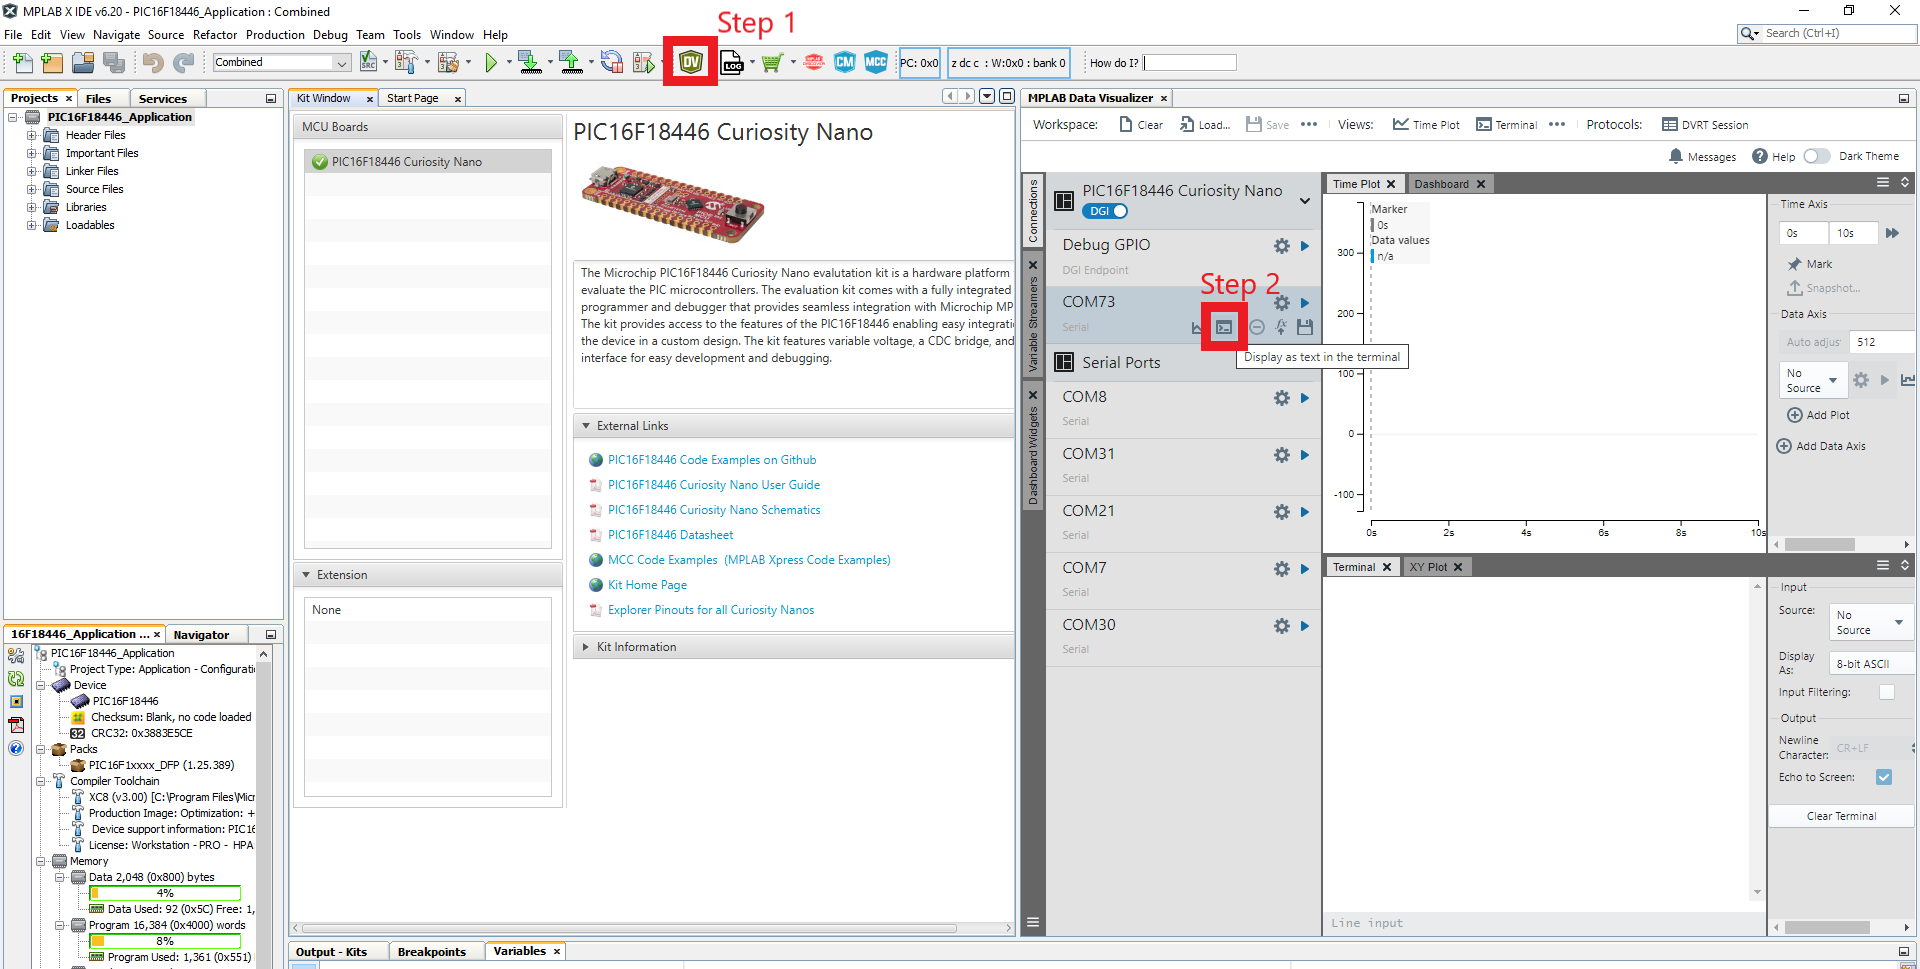 MPLAB X IDE v6.20 - PIC16F18446_Application : Combined
File Edit View Navigate Source Refactor Production Debug Team Tools Window Help
Search (Ctrl+I)
Step 1
Combined
SRC
DV
LOG
CM
MCC
PC: 0x0
z dc c : W:0x0 : bank 0
How do I?
Projects
Files
Services
PIC16F18446_Application
Header Files
Important Files
Linker Files
Source Files
Libraries
Loadables
16F18446_Application ...
Navigator
PIC16F18446_Application
Project Type: Application - Configurati
Device
PIC16F18446
Checksum: Blank, no code loaded
CRC32: 0x3883E5CE
Packs
PIC16F1xxxx_DFP (1.25.389)
Compiler Toolchain
XC8 (v3.00) [C:\Program Files\Micr
Production Image: Optimization: +
Device support information: PIC16
License: Workstation - PRO - HPA
Memory
Data 2,048 (0x800) bytes
4%
Data Used: 92 (0x5C) Free: 1,
Program 16,384 (0x4000) words
8%
Program Used: 1,361 (0x551)
Kit Window
Start Page
MCU Boards
PIC16F18446 Curiosity Nano
Extension
None
PIC16F18446 Curiosity Nano
The Microchip PIC16F18446 Curiosity Nano evalutation kit is a hardware platform
evaluate the PIC microcontrollers. The evaluation kit comes with a fully integrated
programmer and debugger that provides seamless integration with Microchip MP
The kit provides access to the features of the PIC16F18446 enabling easy integratio
the device in a custom design. The kit features variable voltage, a CDC bridge, and
interface for easy development and debugging.
External Links
PIC16F18446 Code Examples on Github
PIC16F18446 Curiosity Nano User Guide
PIC16F18446 Curiosity Nano Schematics
PIC16F18446 Datasheet
MCC Code Examples (MPLAB Xpress Code Examples)
Kit Home Page
Explorer Pinouts for all Curiosity Nanos
Kit Information
Output - Kits
Breakpoints
Variables
MPLAB Data Visualizer
Workspace: Clear Load... Save Views: Time Plot Terminal Protocols: DVRT Session
Messages Help Dark Theme
Connections
Variable Streamers
Dashboard Widgets
PIC16F18446 Curiosity Nano
DGI
Debug GPIO
DGI Endpoint
Step 2
COM73
Serial
Display as text in the terminal
Serial Ports
COM8
Serial
COM31
Serial
COM21
Serial
COM7
Serial
COM30
Serial
Time Plot
Dashboard
Marker
0s
Data values
n/a
300
200
100
0
-100
0s 2s 4s 6s 8s 10s
Time Axis
0s 10s
Mark
Snapshot...
Data Axis
Auto adjus 512
No
Source
Add Plot
Add Data Axis
Terminal
XY Plot
Line input
Input
Source: No
Source
Display
As: 8-bit ASCII
Input Filtering:
Output
Newline
Character: CR+LF
Echo to Screen:
Clear Terminal